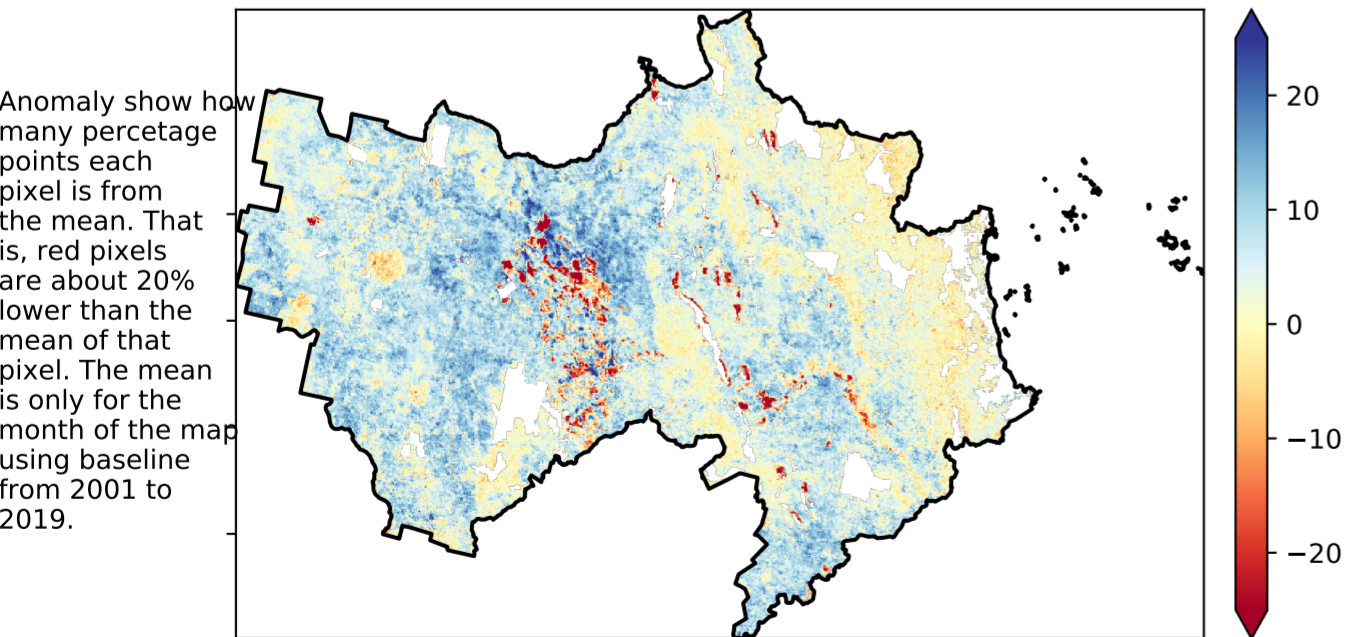 Anomaly show how
many percetage
points each
pixel is from
the mean. That
is, red pixels
are about 20%
lower than the
mean of that
pixel. The mean
is only for the
month of the map
using baseline
from 2001 to
2019.
20
10
0
−10
−20